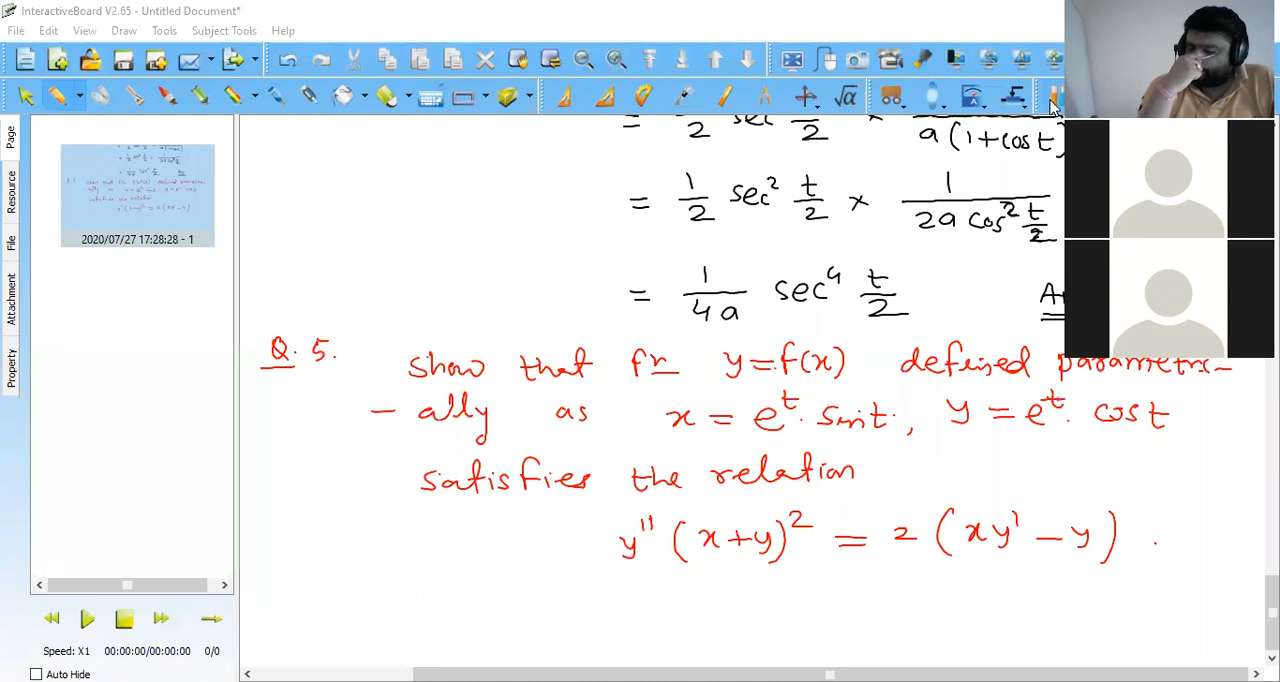 InteractiveBoard V2.65 - Untitled Document*
File Edit View Draw Tools Subject Tools Help
Page
Resource
File
Attachment
Property
2020/07/27 17:28:28 - 1
Speed: X1 00:00:00/00:00:00 0/0
Auto Hide
= 1/2 sec² t/2 × 1/(2a cos² t/2)
= 1/(4a) sec⁴ t/2
Q. 5. show that fn y=f(x) defined parametric-
- ally as x = e^t. sint, y = e^t. cost
satisfies the relation
y'' (x+y)² = 2 (xy' - y) .